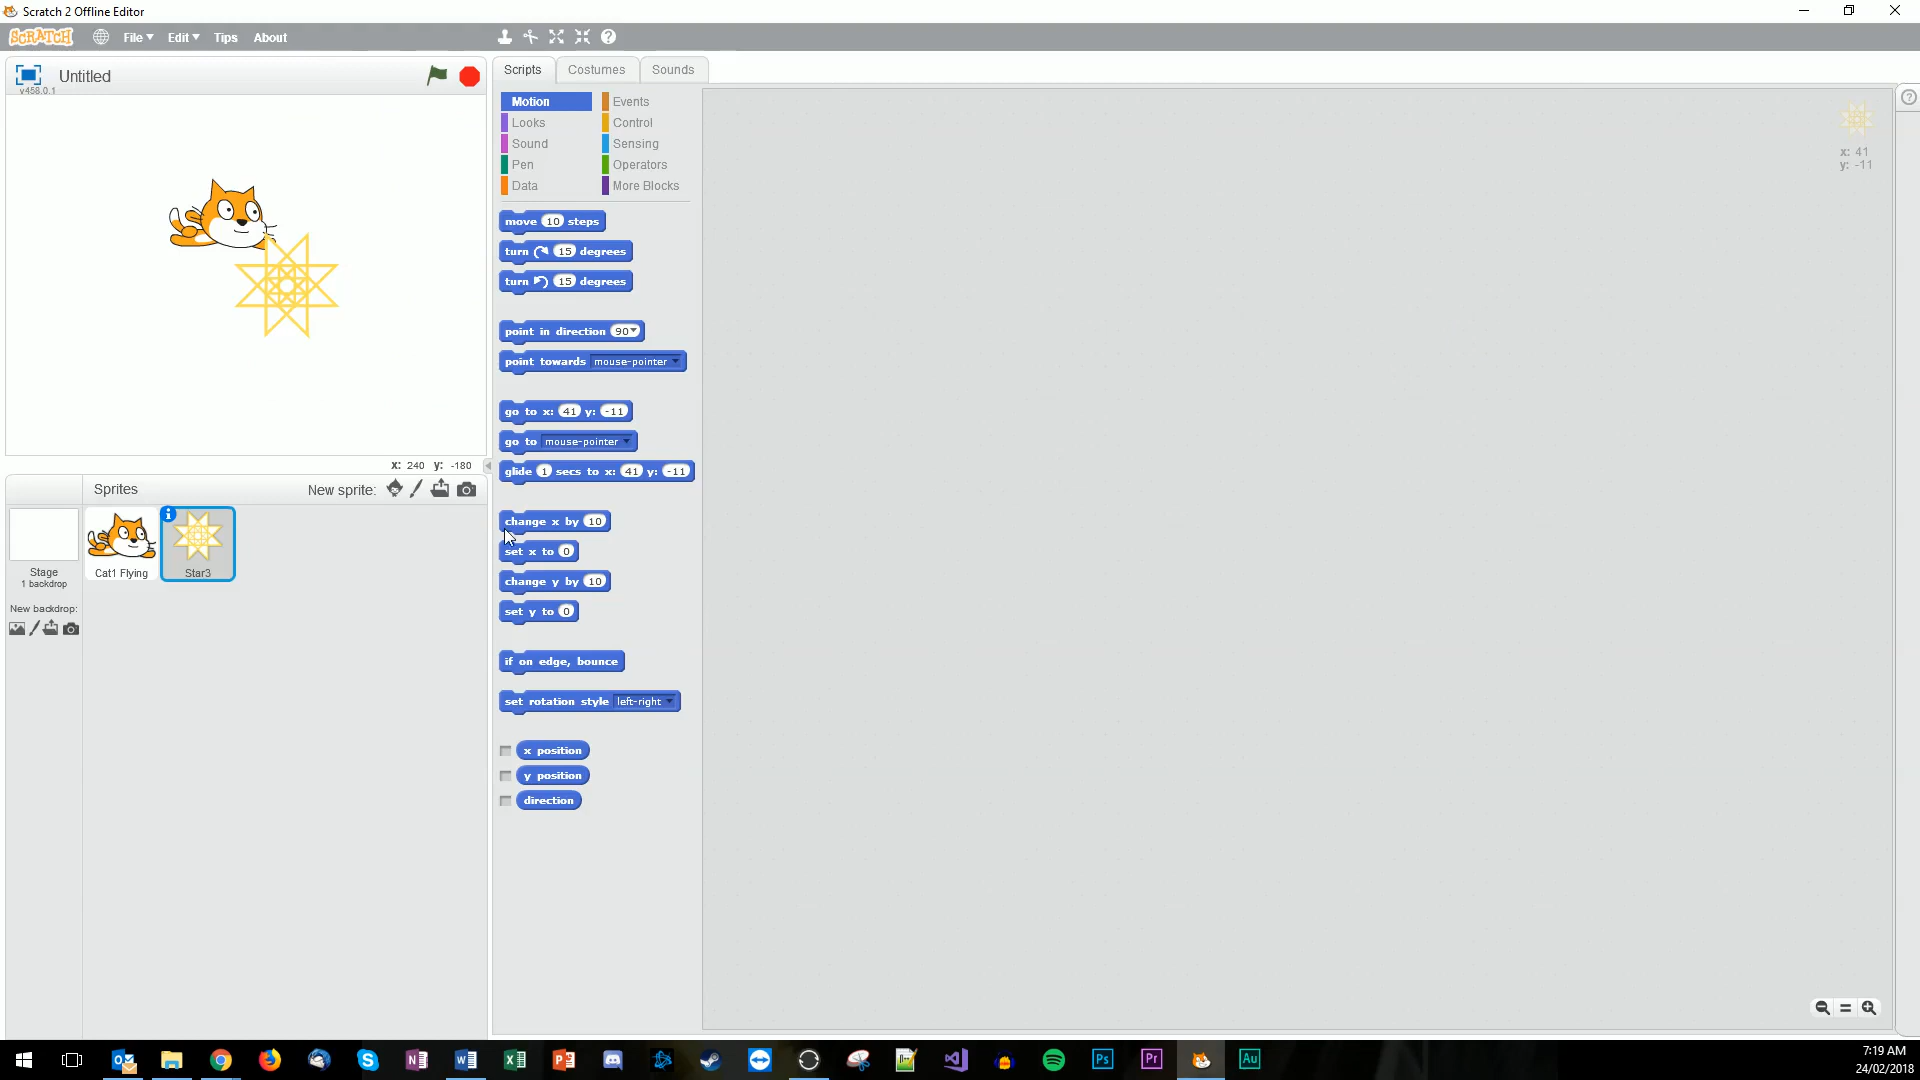 Scratch 2 Offline Editor
SCRATCH File Edit Tips About
Untitled
v458.0.1
Scripts Costumes Sounds
Motion Events
Looks Control
Sound Sensing
Pen Operators
Data More Blocks
x: 41
y: -11
move 10 steps
turn 15 degrees
turn 15 degrees
point in direction 90
point towards mouse-pointer
go to x: 41 y: -11
go to mouse-pointer
glide 1 secs to x: 41 y: -11
change x by 10
set x to 0
change y by 10
set y to 0
if on edge, bounce
set rotation style left-right
x position
y position
direction
x: 240 y: -180
Sprites New sprite:
Stage
1 backdrop
New backdrop:
Cat1 Flying
Star3
7:19 AM
24/02/2018
Ps
Pr
Au